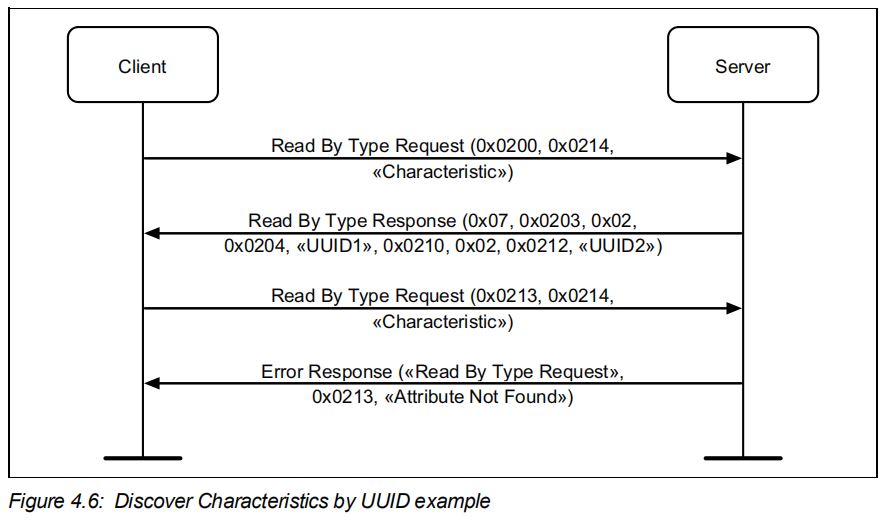 Client
Server
Read By Type Request (0x0200, 0x0214,
«Characteristic»)
Read By Type Response (0x07, 0x0203, 0x02,
0x0204, «UUID1», 0x0210, 0x02, 0x0212, «UUID2»)
Read By Type Request (0x0213, 0x0214,
«Characteristic»)
Error Response («Read By Type Request»,
0x0213, «Attribute Not Found»)
Figure 4.6: Discover Characteristics by UUID example